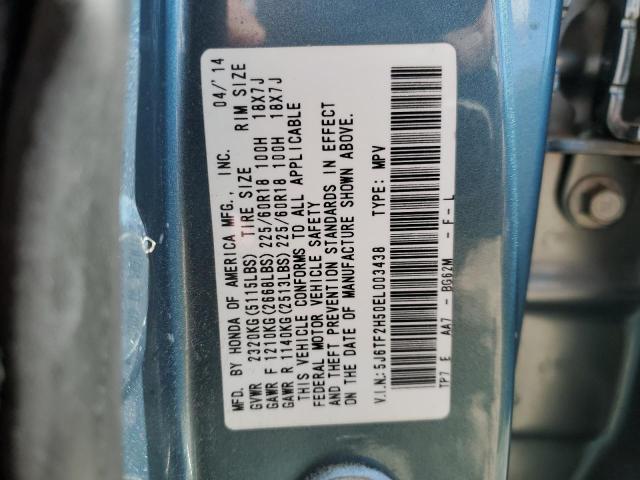 MFD. BY HONDA OF AMERICA MFG., INC. 04/'14
GVWR 2320KG(5115LBS) TIRE SIZE RIM SIZE
GAWR F 1210KG(2668LBS) 225/60R18 100H 18X7J
GAWR R 1140KG(2513LBS) 225/60R18 100H 18X7J
THIS VEHICLE CONFORMS TO ALL APPLICABLE
FEDERAL MOTOR VEHICLE SAFETY
AND THEFT PREVENTION STANDARDS IN EFFECT
ON THE DATE OF MANUFACTURE SHOWN ABOVE.
V.I.N.:5J6TF2H50EL003438 TYPE: MPV
TP7 E AA7- BG62M -F-L